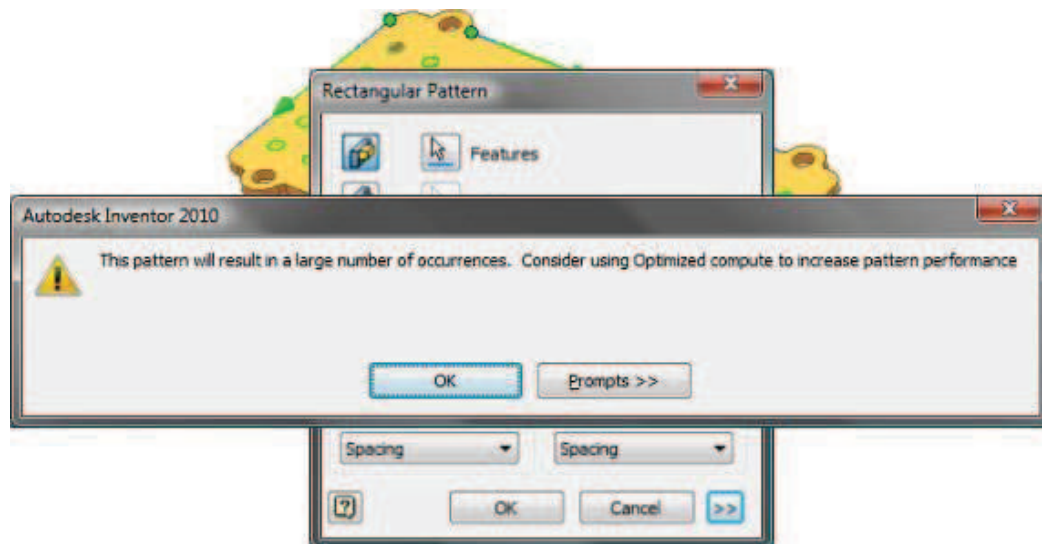 Rectangular Pattern
Features
Autodesk Inventor 2010
This pattern will result in a large number of occurrences. Consider using Optimized compute to increase pattern performance
OK
Prompts >>
Spacing
Spacing
?
OK
Cancel
>>